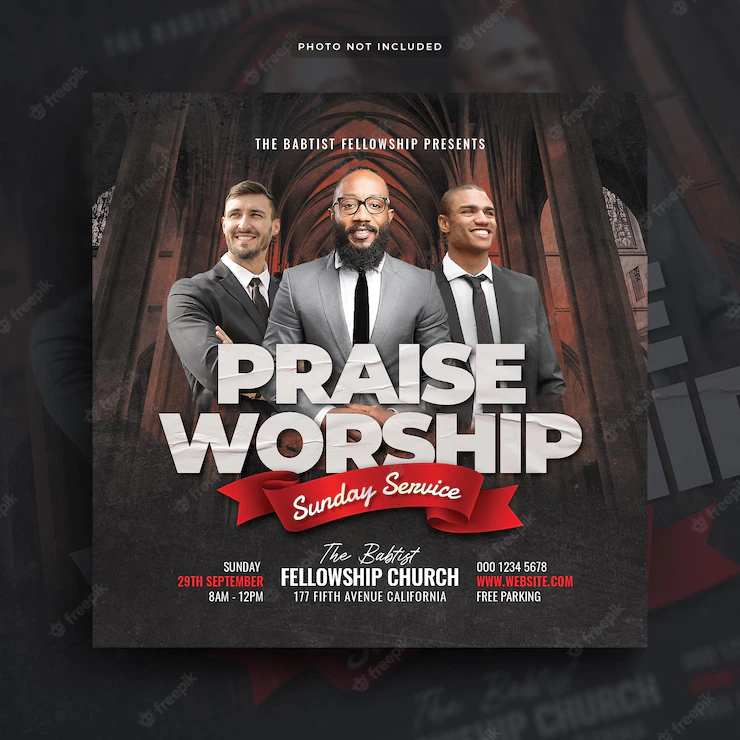 PHOTO NOT INCLUDED
THE BABTIST FELLOWSHIP PRESENTS
PRAISE
WORSHIP
Sunday Service
SUNDAY
29TH SEPTEMBER
8AM - 12PM
The Babtist
FELLOWSHIP CHURCH
177 FIFTH AVENUE CALIFORNIA
000 1234 5678
WWW.WEBSITE.COM
FREE PARKING
freepik